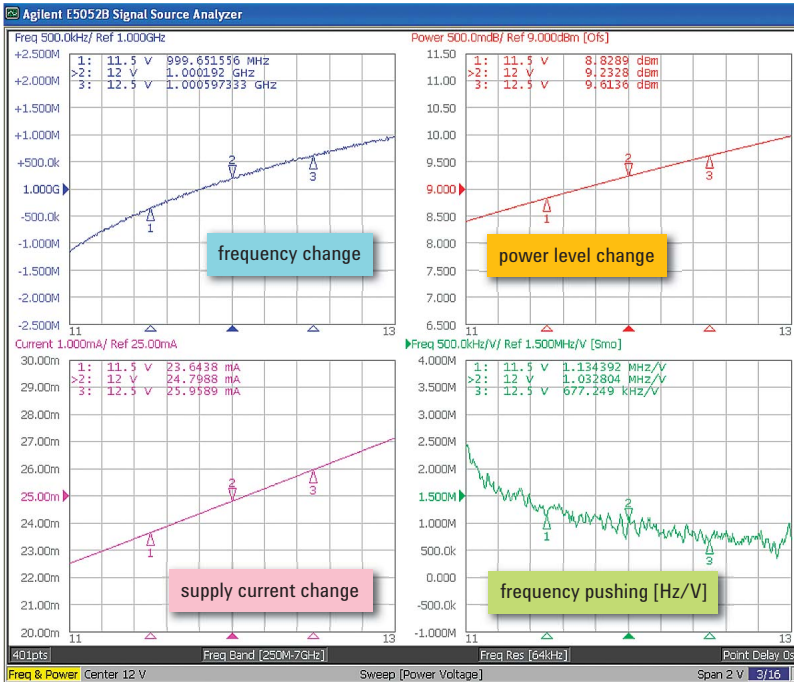 Agilent E5052B Signal Source Analyzer
Freq 500.0kHz/ Ref 1.000GHz
+2.500M
+2.000M
+1.500M
+1.000M
+500.0k
1.000G
-500.0k
-1.000M
-1.500M
-2.000M
-2.500M
1: 11.5 V 999.651556 MHz
>2: 12 V 1.000192 GHz
3: 12.5 V 1.000597333 GHz
1
2
3
frequency change
11
13
Power 500.0mdB/ Ref 9.000dBm [Ofs]
11.50
11.00
10.50
10.00
9.500
9.000
8.500
8.000
7.500
7.000
6.500
1: 11.5 V 8.8289 dBm
>2: 12 V 9.2328 dBm
3: 12.5 V 9.6136 dBm
1
2
3
power level change
11
13
Current 1.000mA/ Ref 25.00mA
30.00m
29.00m
28.00m
27.00m
26.00m
25.00m
24.00m
23.00m
22.00m
21.00m
20.00m
1: 11.5 V 23.6438 mA
>2: 12 V 24.7988 mA
3: 12.5 V 25.9589 mA
1
2
3
supply current change
11
13
Freq 500.0kHz/V/ Ref 1.500MHz/V [Smo]
4.000M
3.500M
3.000M
2.500M
2.000M
1.500M
1.000M
500.0k
0.000
-500.0k
-1.000M
1: 11.5 V 1.134392 MHz/V
>2: 12 V 1.032804 MHz/V
3: 12.5 V 677.249 kHz/V
1
2
3
frequency pushing [Hz/V]
11
13
401pts
Freq Band [250M-7GHz]
Freq Res [64kHz]
Point Delay 0s
Freq & Power Center 12 V
Sweep [Power Voltage]
Span 2 V 3/16